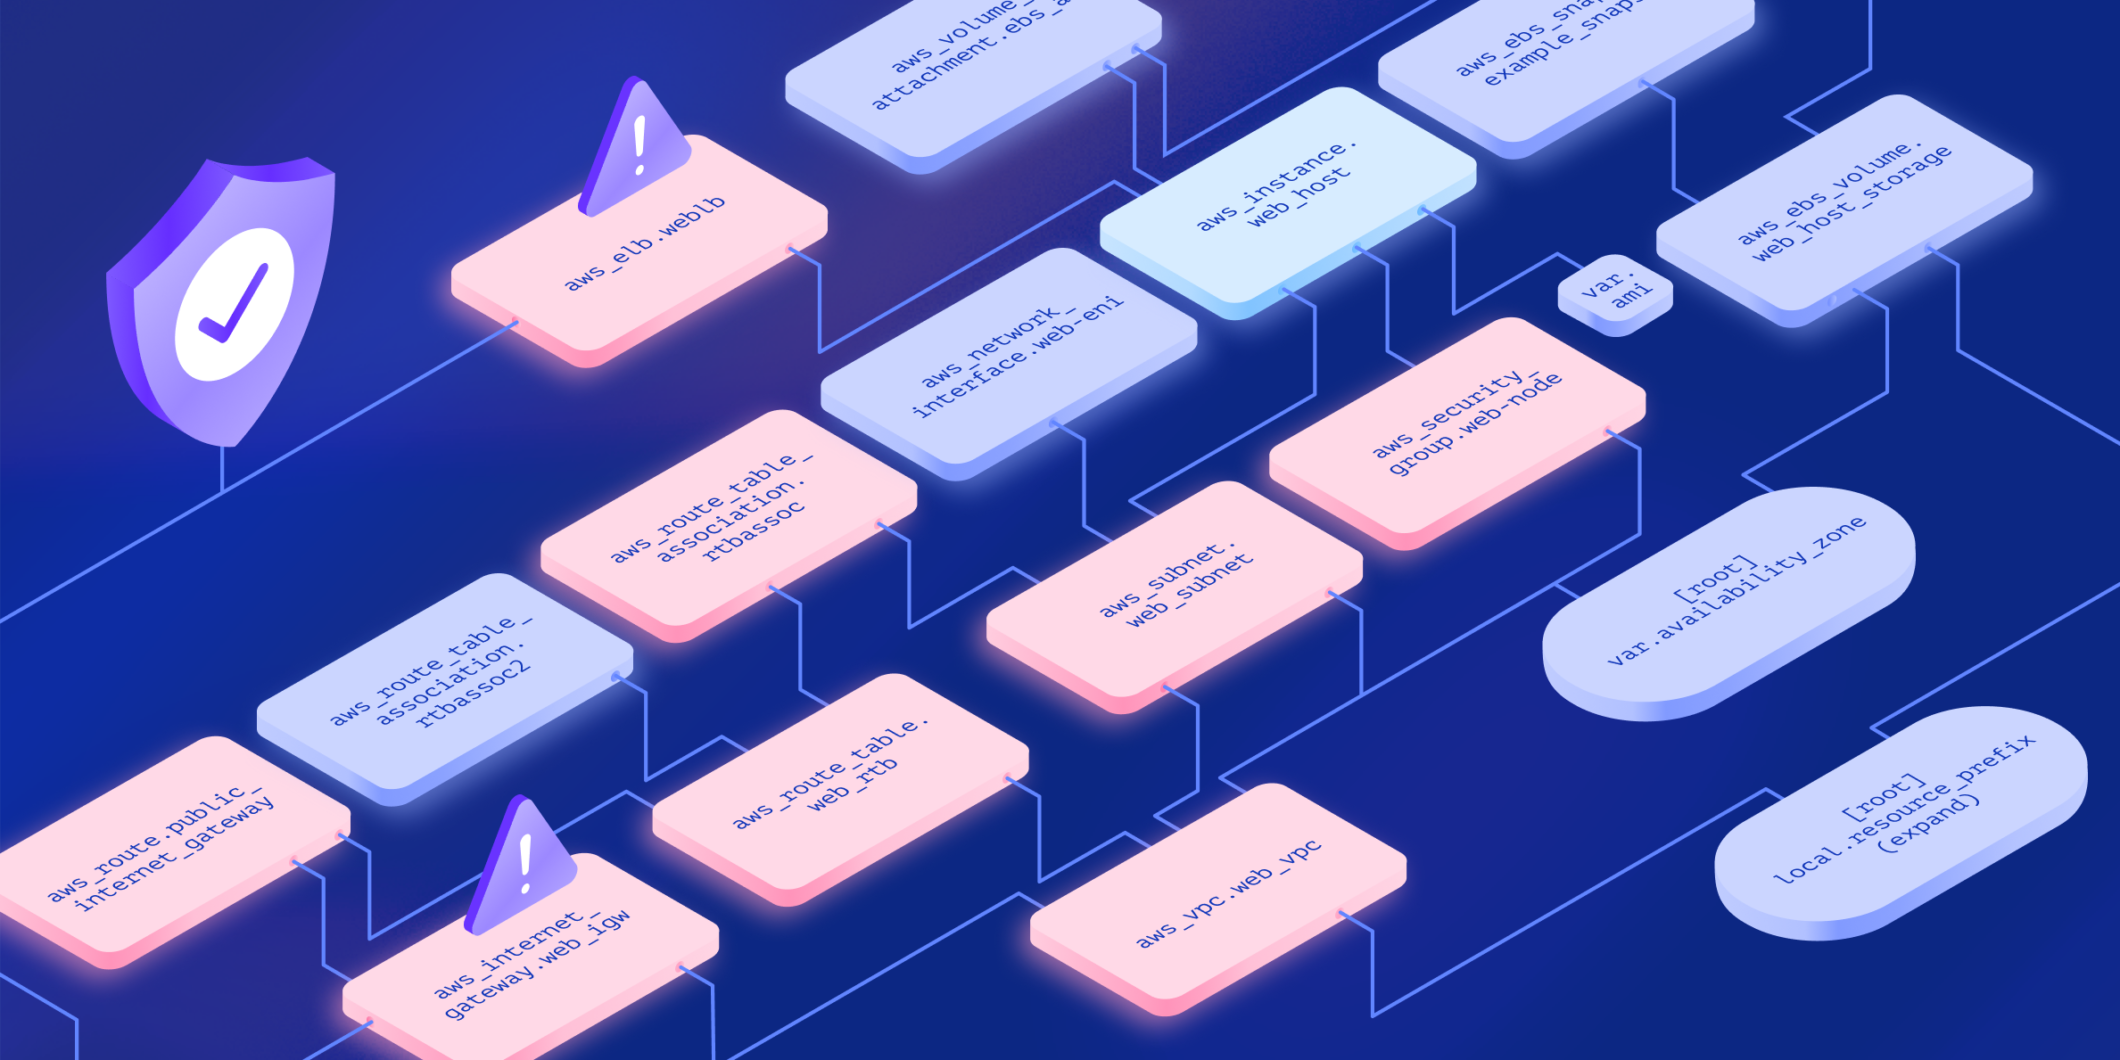 aws_volume_
attachment.ebs_a
aws_ebs_snap
example_snaps
aws_instance.
web_host
aws_ebs_volume.
web_host_storage
!
aws_elb.weblb
var.
ami
aws_network_
interface.web-eni
aws_security_
group.web-node
aws_route_table_
association.
rtbassoc
aws_subnet.
web_subnet
[root]
var.availability_zone
aws_route_table_
association.
rtbassoc2
aws_route_table.
web_rtb
[root]
local.resource_prefix
(expand)
aws_route.public_
internet_gateway
!
aws_internet_
gateway.web_igw
aws_vpc.web_vpc